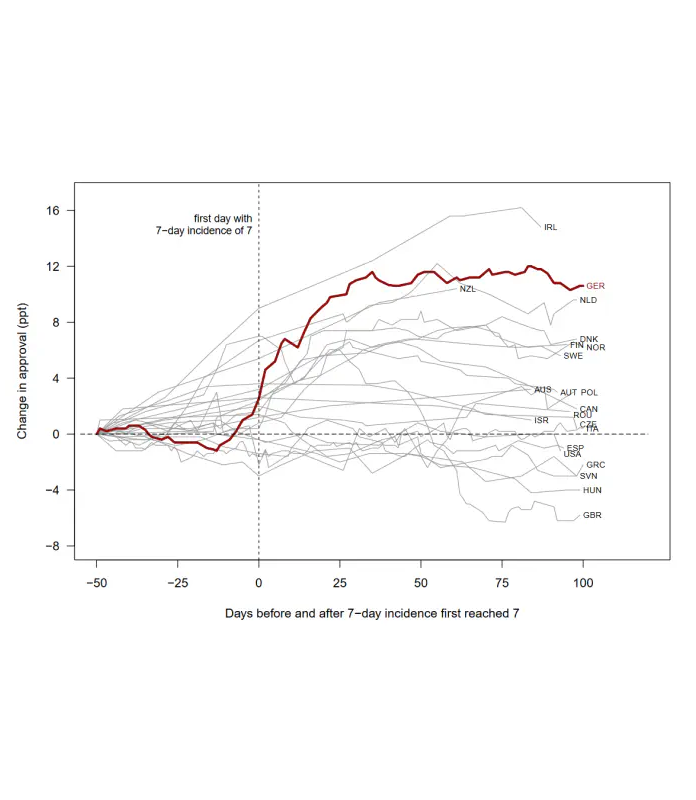 first day with
7−day incidence of 7
Change in approval (ppt)
16
12
8
4
0
−4
−8
IRL
GER
NZL
NLD
DNK
FIN NOR
SWE
AUS AUT POL
CAN
ROU
ISR
CZE
ITA
ESP
USA
GRC
SVN
HUN
GBR
−50 −25 0 25 50 75 100
Days before and after 7−day incidence first reached 7